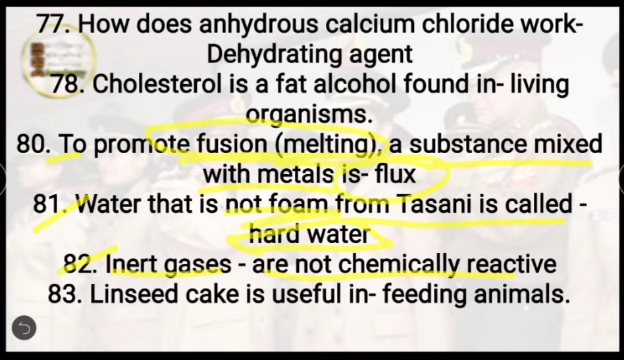 77. How does anhydrous calcium chloride work-
Dehydrating agent
78. Cholesterol is a fat alcohol found in- living
organisms.
80. To promote fusion (melting), a substance mixed
with metals is- flux
81. Water that is not foam from Tasani is called -
hard water
82. Inert gases - are not chemically reactive
83. Linseed cake is useful in- feeding animals.